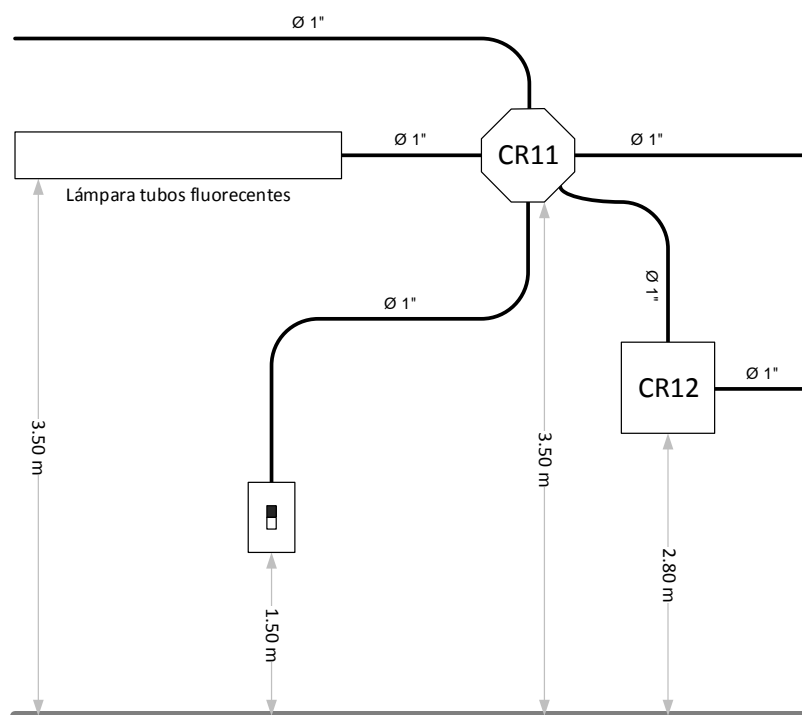 Ø 1"
Ø 1"
CR11
Ø 1"
Lámpara tubos fluorecentes
Ø 1"
Ø 1"
CR12
Ø 1"
3.50 m
3.50 m
2.80 m
1.50 m